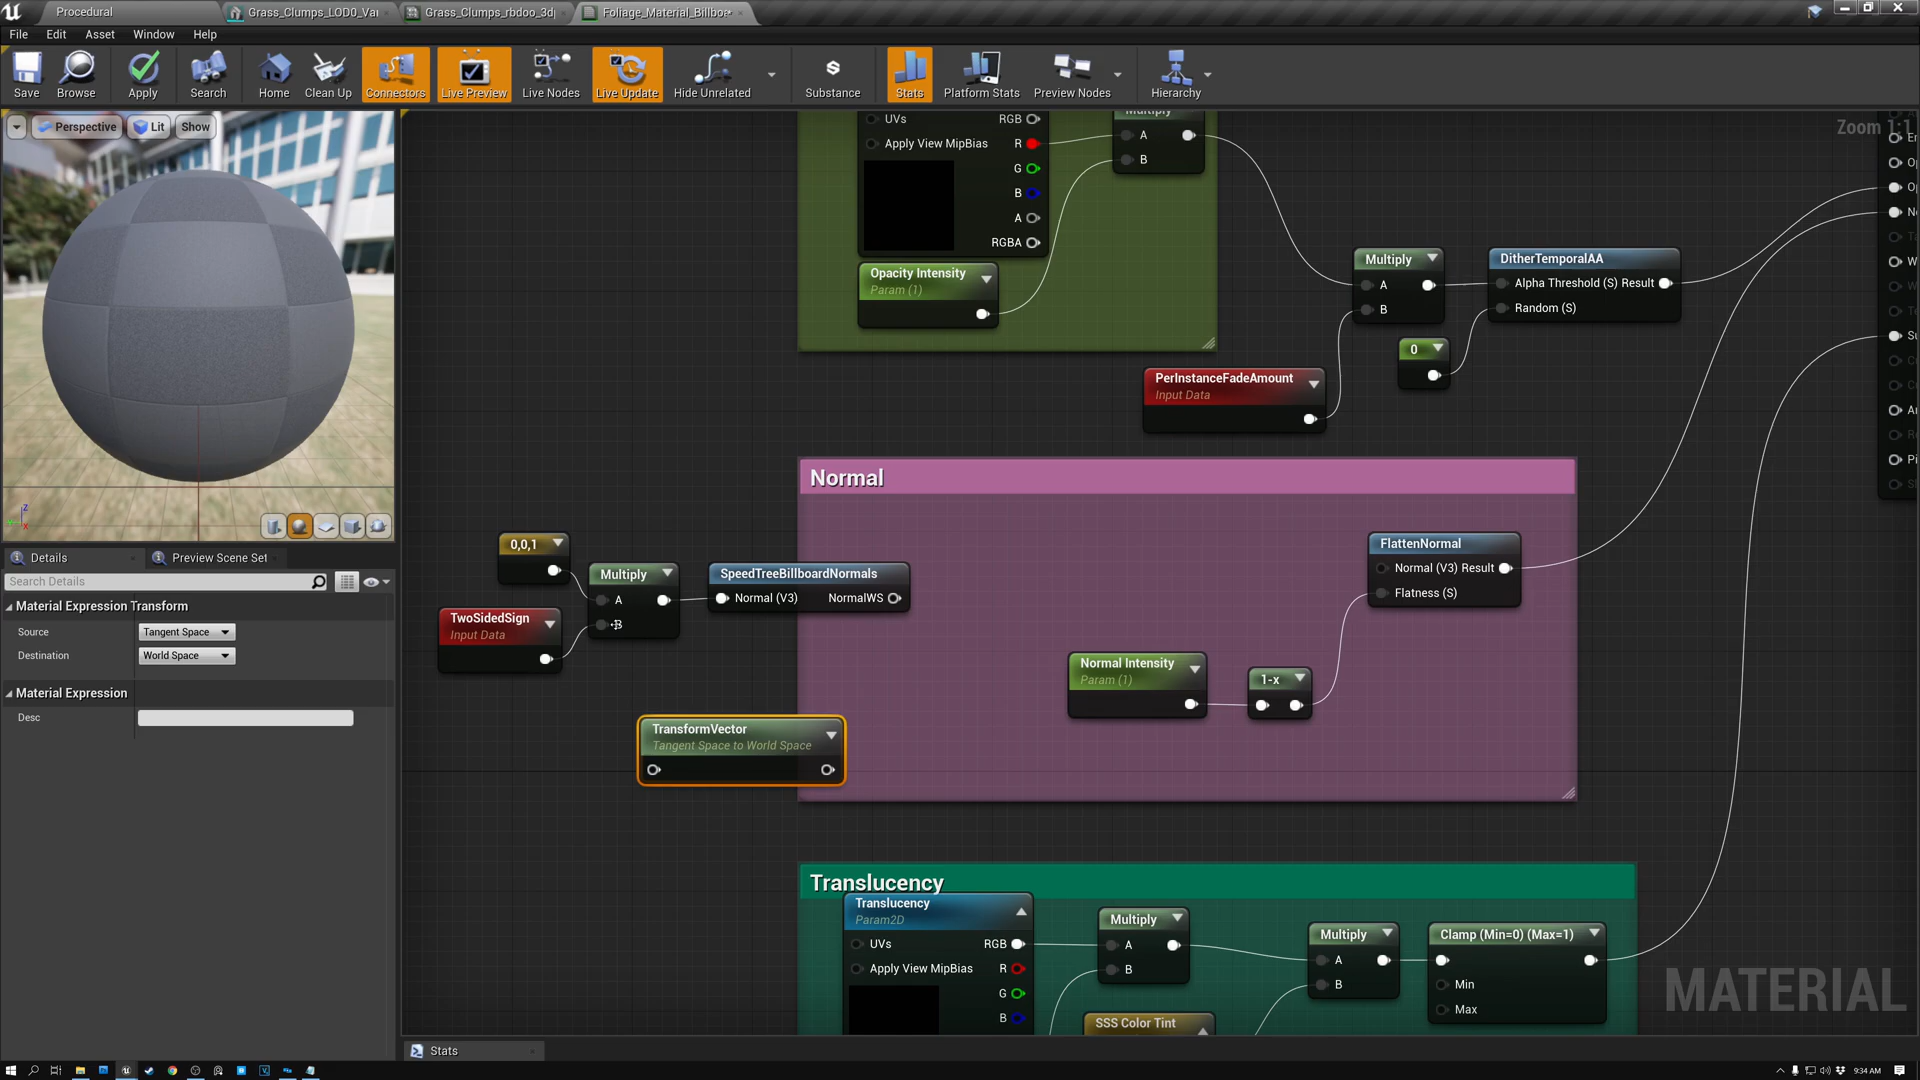 Procedural
Grass_Clumps_LOD0_Va
Grass_Clumps_rbdoo_3d
Foliage_Material_Billbo
File Edit Asset Window Help
Save Browse Apply Search Home Clean Up Connectors Live Preview Live Nodes Live Update Hide Unrelated Substance Stats Platform Stats Preview Nodes Hierarchy
Perspective Lit Show
Zoom 1:1
UVs RGB
Apply View MipBias R
G
B
A
RGBA
Multiply
A
B
Opacity Intensity
Param (1)
Multiply
A
B
DitherTemporalAA
Alpha Threshold (S) Result
Random (S)
0
PerInstanceFadeAmount
Input Data
Normal
0,0,1
TwoSidedSign
Input Data
Multiply
A
B
SpeedTreeBillboardNormals
Normal (V3) NormalWS
FlattenNormal
Normal (V3) Result
Flatness (S)
Normal Intensity
Param (1)
1-x
TransformVector
Tangent Space to World Space
Translucency
Translucency
Param2D
UVs RGB
Apply View MipBias R
G
B
Multiply
A
B
SSS Color Tint
Multiply
A
B
Clamp (Min=0) (Max=1)
Min
Max
MATERIAL
Details Preview Scene Set
Search Details
Material Expression Transform
Source Tangent Space
Destination World Space
Material Expression
Desc
Z
X
Stats
9:34 AM